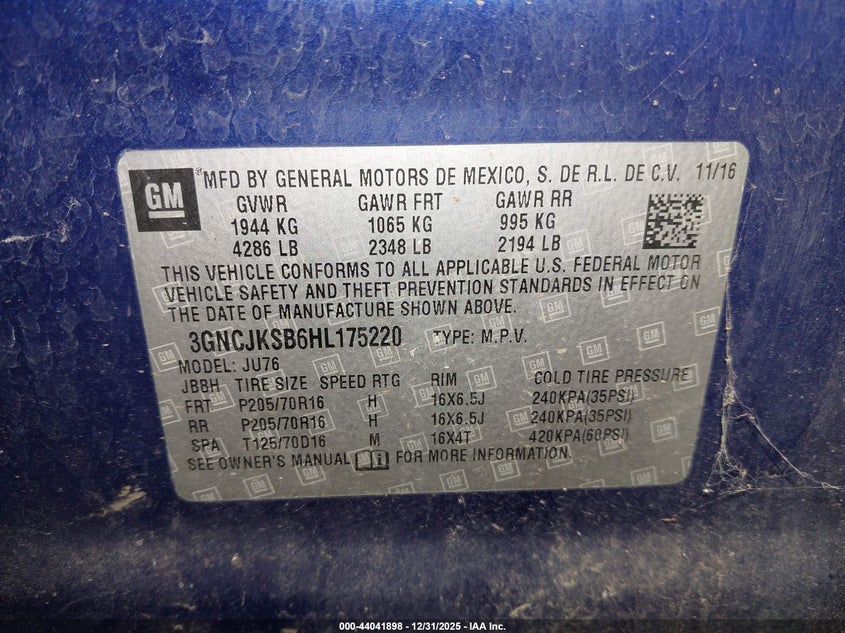 GM
® MFD BY GENERAL MOTORS DE MEXICO, S. DE R.L. DE C.V. 11/16
GVWR GAWR FRT GAWR RR
1944 KG 1065 KG 995 KG
4286 LB 2348 LB 2194 LB
THIS VEHICLE CONFORMS TO ALL APPLICABLE U.S. FEDERAL MOTOR
VEHICLE SAFETY AND THEFT PREVENTION STANDARDS IN EFFECT ON
THE DATE OF MANUFACTURE SHOWN ABOVE.
3GNCJKSB6HL175220 TYPE: M.P.V.
MODEL: JU76
JBBH TIRE SIZE SPEED RTG RIM COLD TIRE PRESSURE
FRT P205/70R16 H 16X6.5J 240KPA(35PSI)
RR P205/70R16 H 16X6.5J 240KPA(35PSI)
SPA T125/70D16 M 16X4T 420KPA(60PSI)
SEE OWNER'S MANUAL FOR MORE INFORMATION.
000-44041898 - 12/31/2025 - IAA Inc.